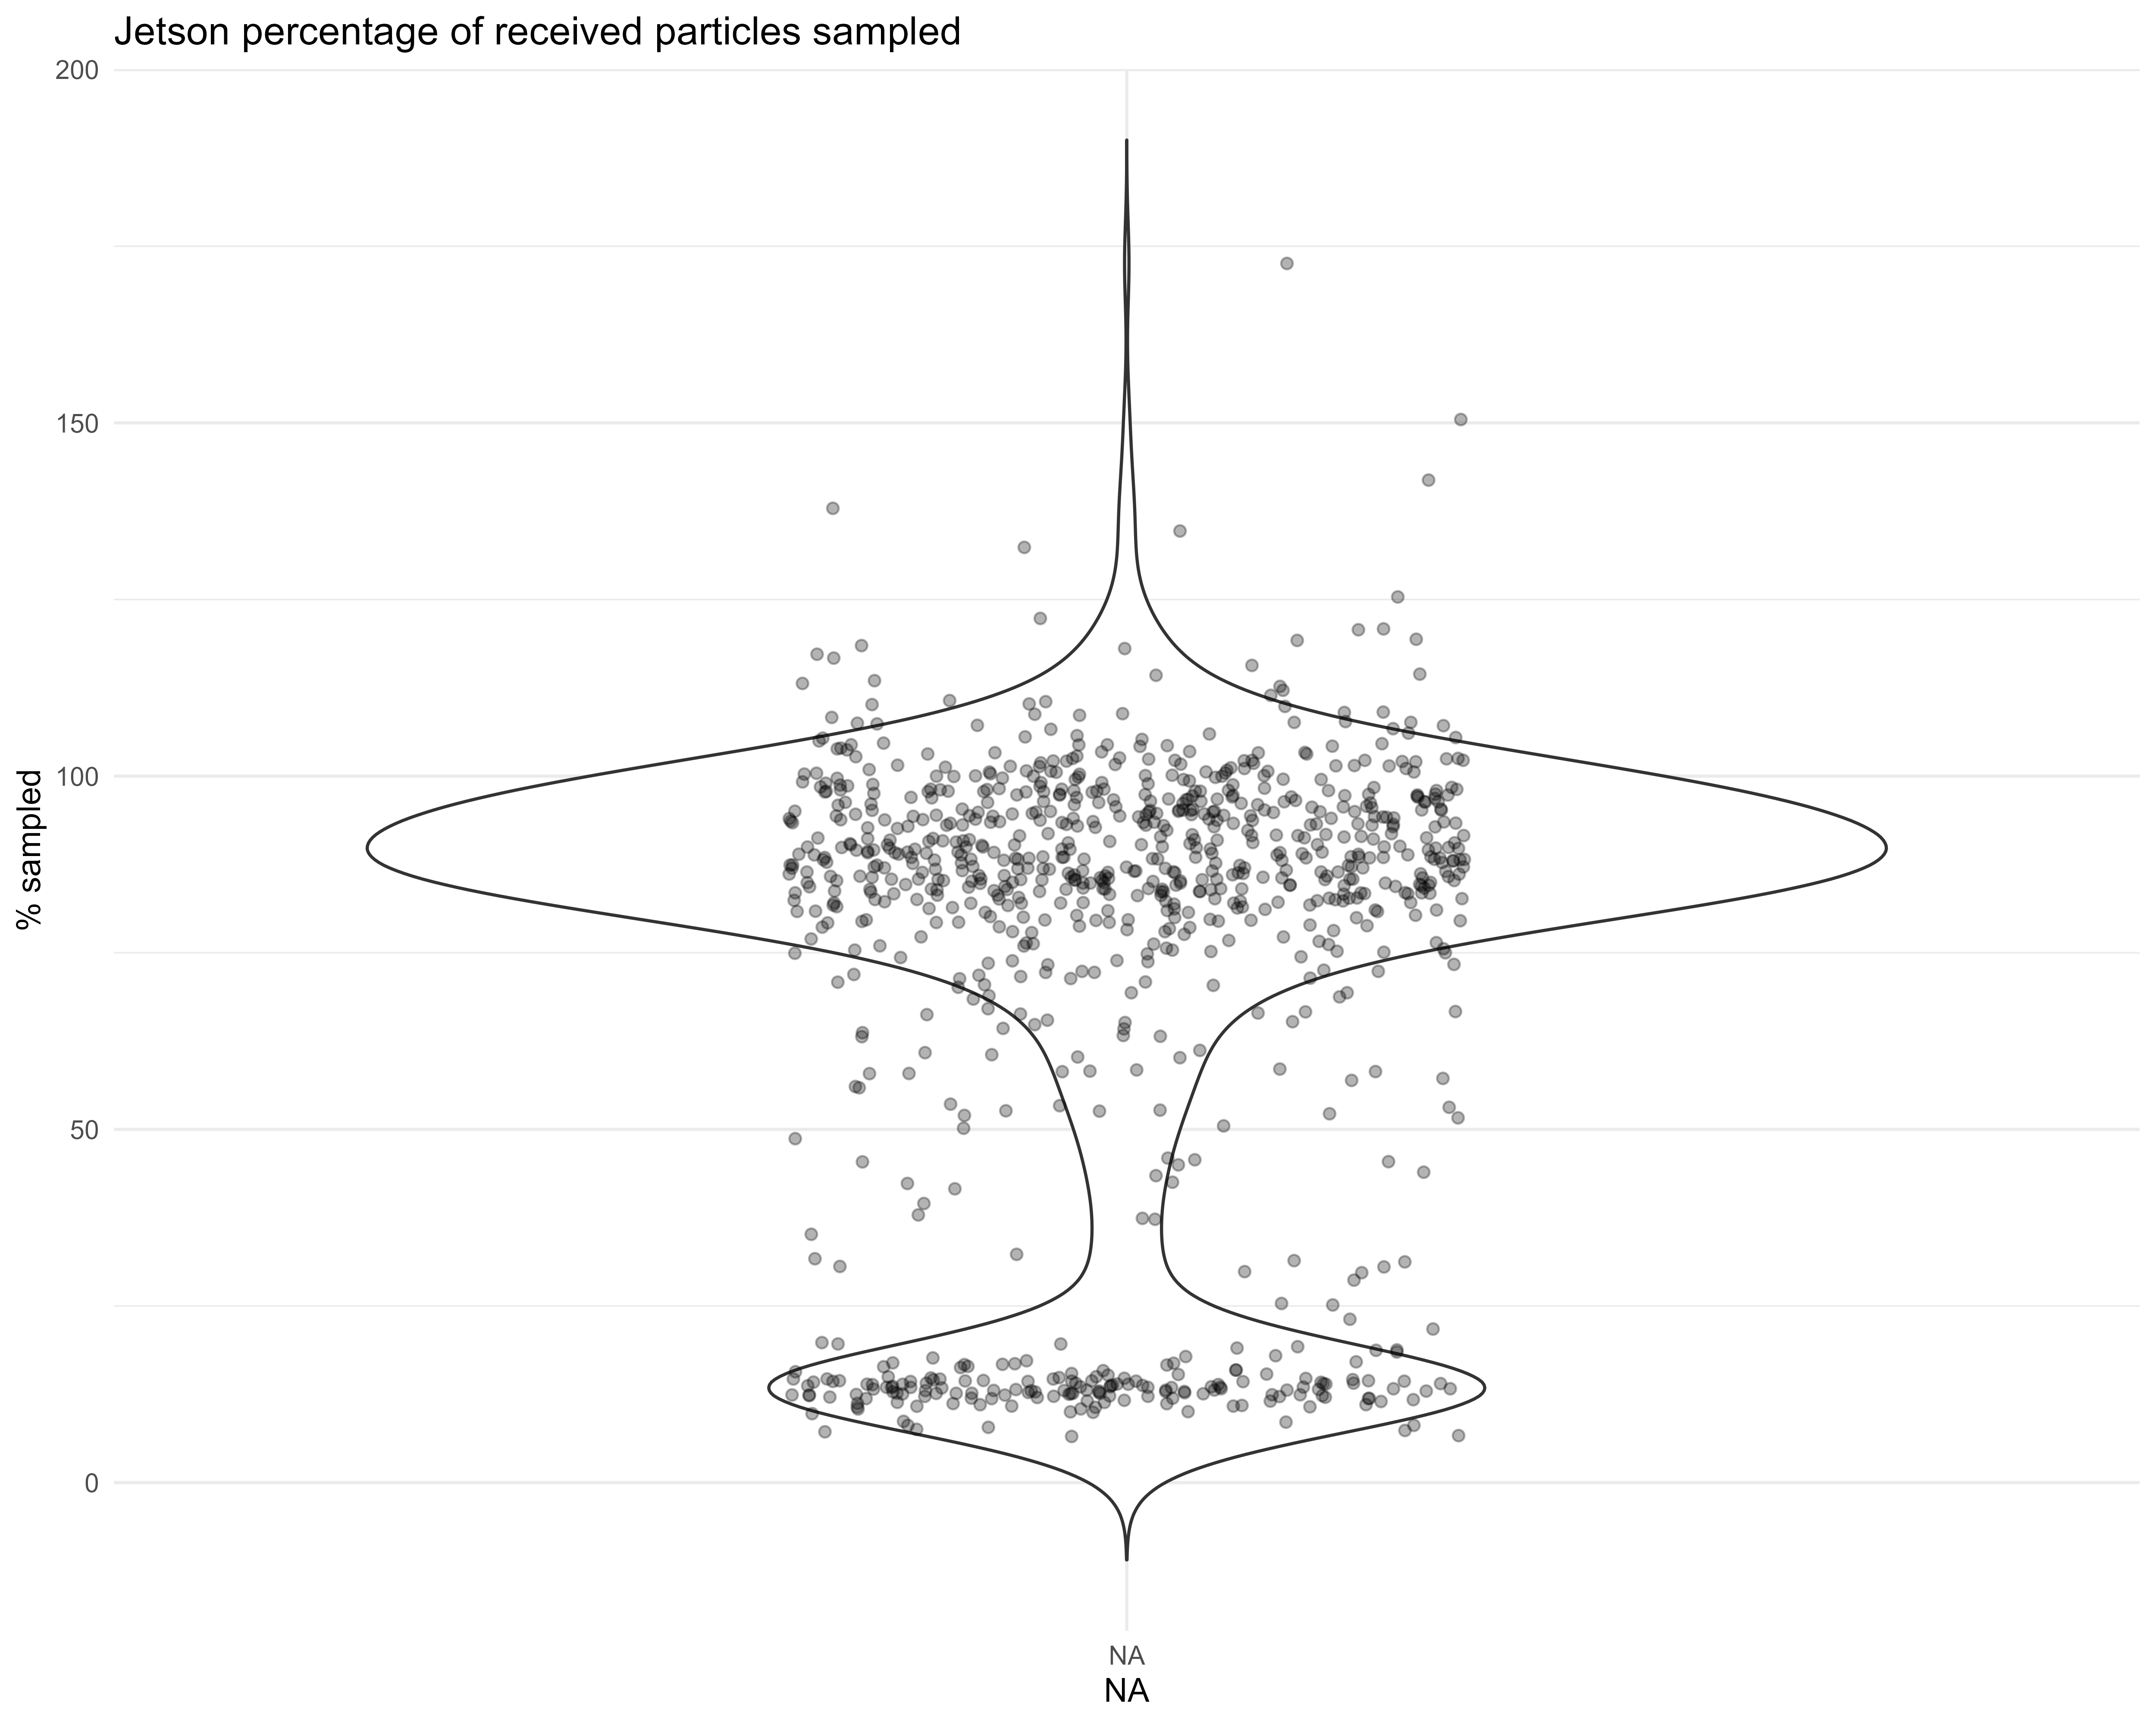 Jetson percentage of received particles sampled
200
150
100
50
0
% sampled
NA
NA